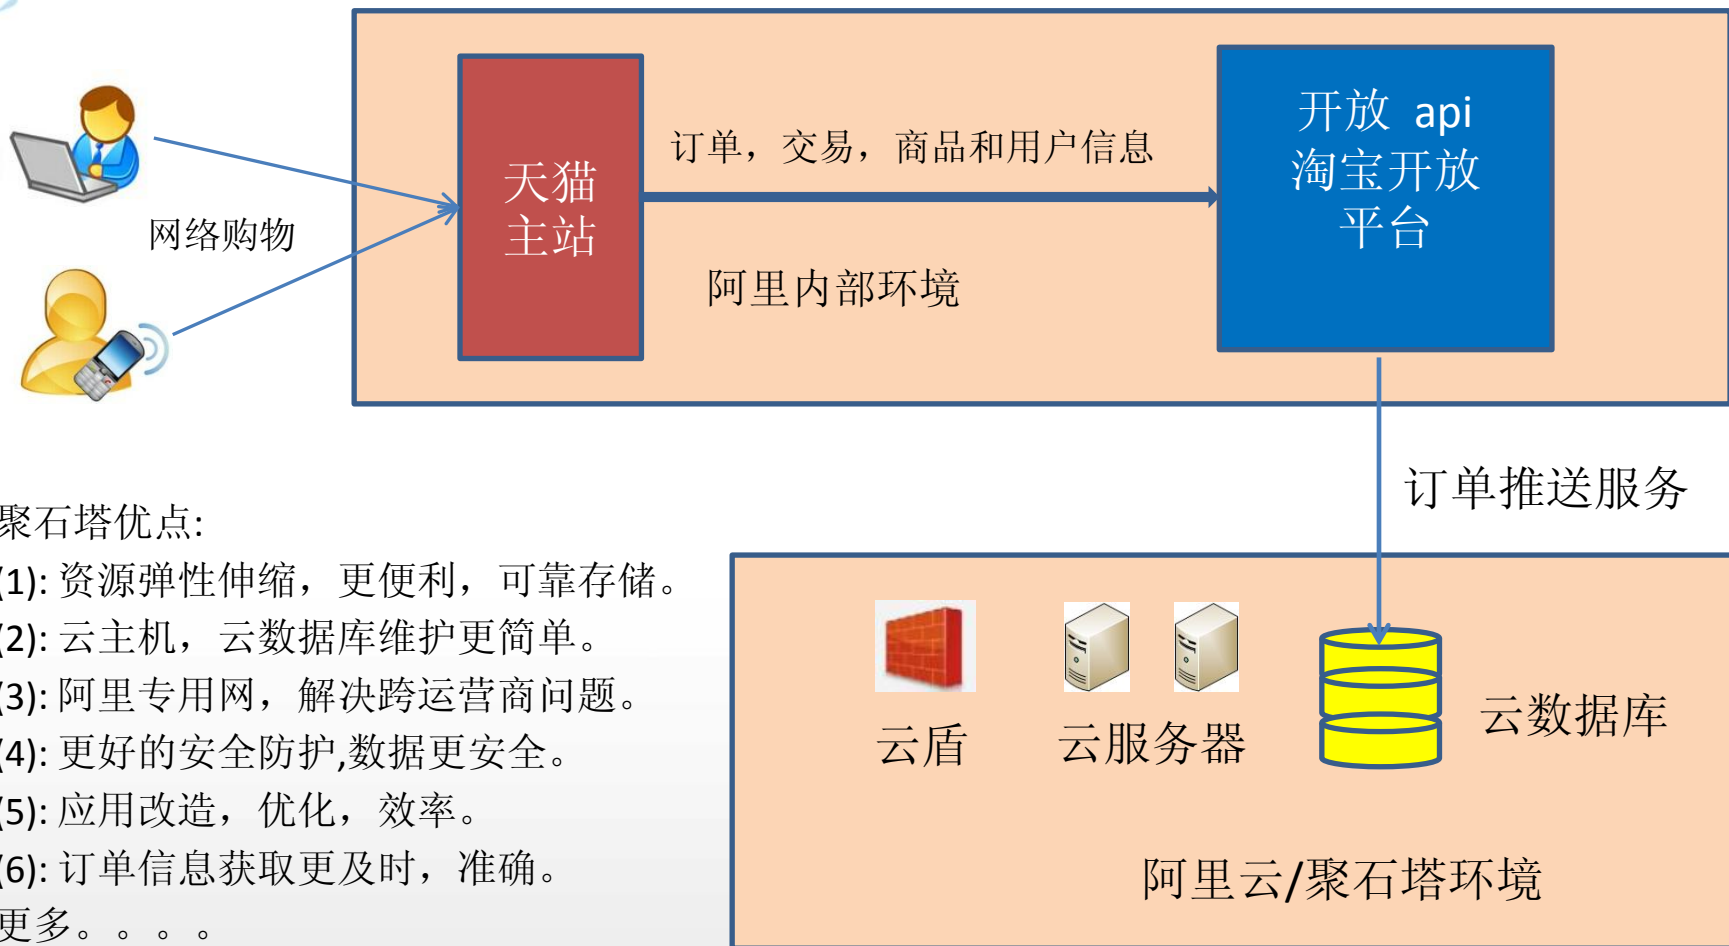 开放 api
淘宝开放
平台
订单，交易，商品和用户信息
天猫
主站
网络购物
阿里内部环境
订单推送服务
聚石塔优点:
(1): 资源弹性伸缩，更便利，可靠存储。
(2): 云主机，云数据库维护更简单。
(3): 阿里专用网，解决跨运营商问题。
(4): 更好的安全防护,数据更安全。
(5): 应用改造，优化，效率。
(6): 订单信息获取更及时，准确。
更多。。。。
云盾
云服务器
云数据库
阿里云/聚石塔环境